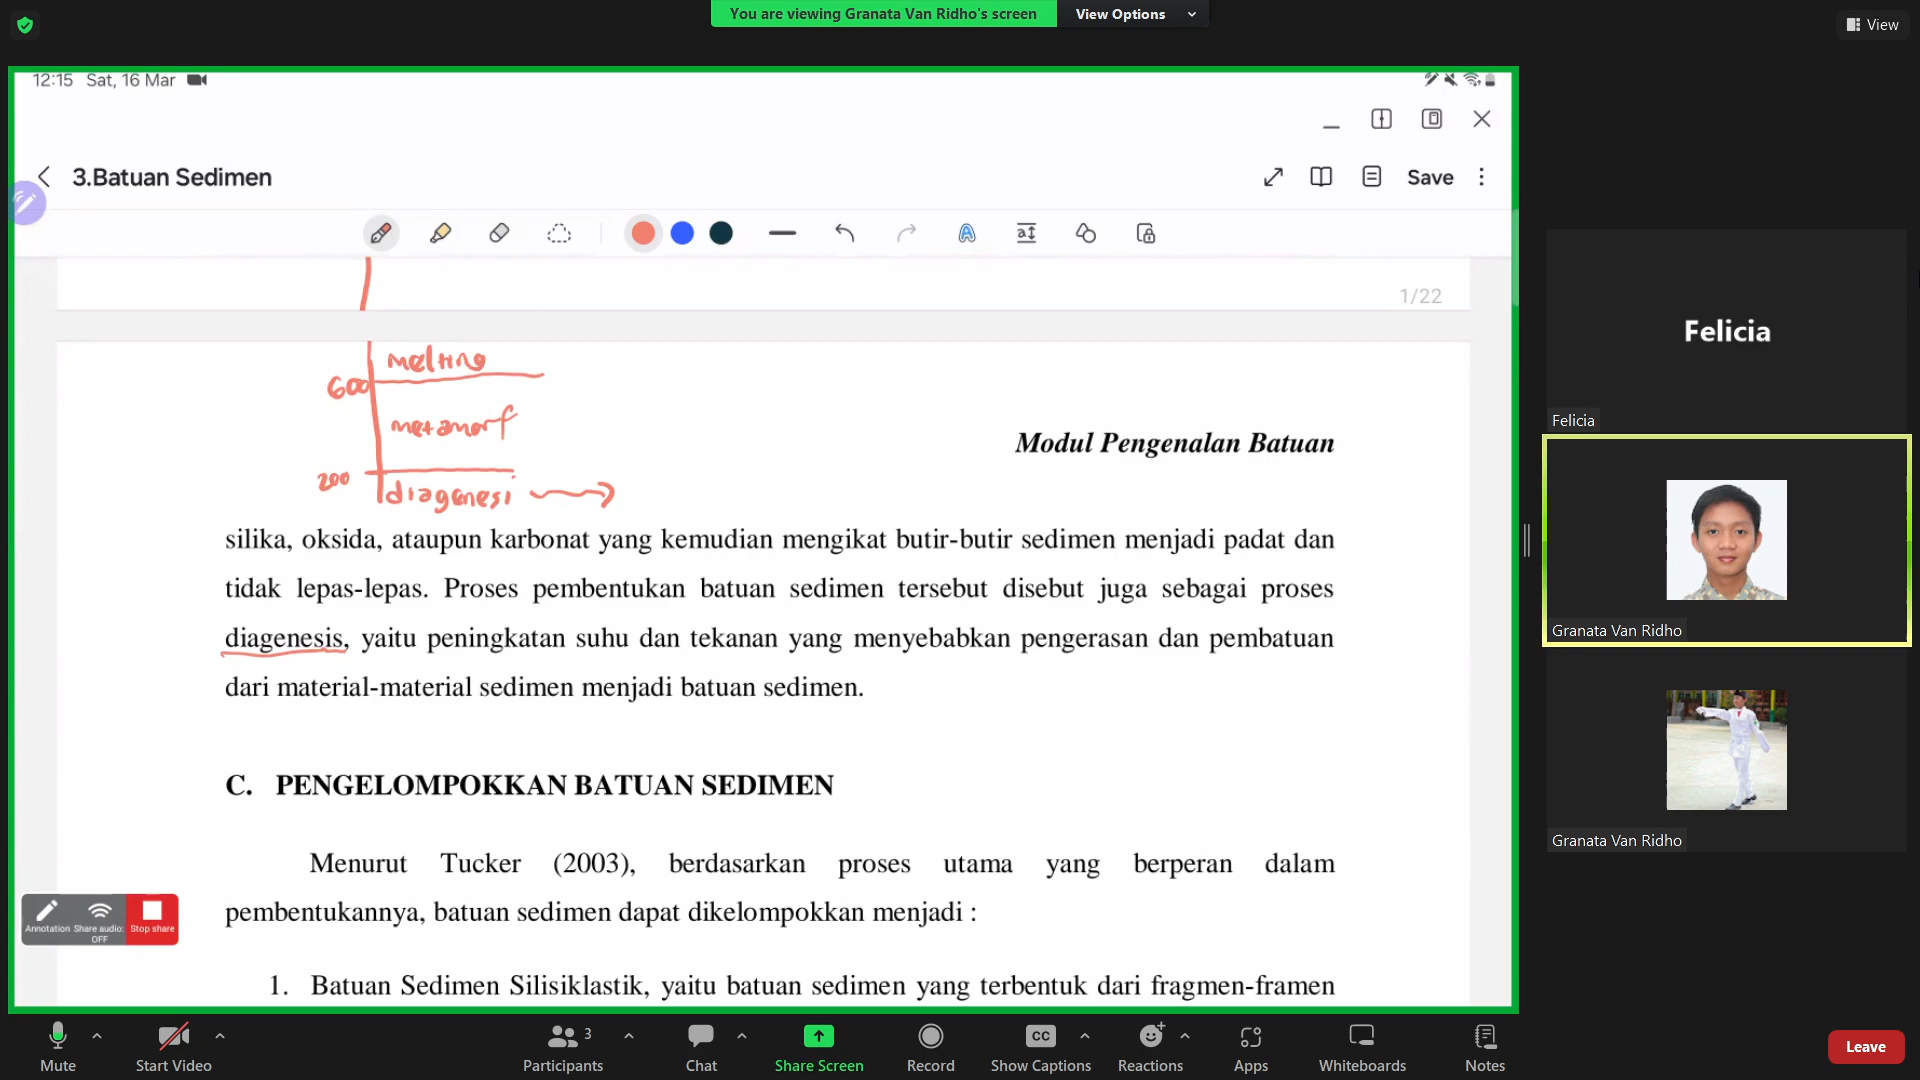 You are viewing Granata Van Ridho's screen
View Options
View
12:15 Sat, 16 Mar
3.Batuan Sedimen
Save
1/22
melting
600
metamorf
200
diagenesi
Modul Pengenalan Batuan
silika, oksida, ataupun karbonat yang kemudian mengikat butir-butir sedimen menjadi padat dan
tidak lepas-lepas. Proses pembentukan batuan sedimen tersebut disebut juga sebagai proses
diagenesis, yaitu peningkatan suhu dan tekanan yang menyebabkan pengerasan dan pembatuan
dari material-material sedimen menjadi batuan sedimen.
C. PENGELOMPOKKAN BATUAN SEDIMEN
Menurut Tucker (2003), berdasarkan proses utama yang berperan dalam
pembentukannya, batuan sedimen dapat dikelompokkan menjadi :
1. Batuan Sedimen Silisiklastik, yaitu batuan sedimen yang terbentuk dari fragmen-framen
Annotation
Share audio: OFF
Stop share
Felicia
Felicia
Granata Van Ridho
Granata Van Ridho
Mute
Start Video
Participants
3
Chat
Share Screen
Record
CC
Show Captions
Reactions
Apps
Whiteboards
Notes
Leave